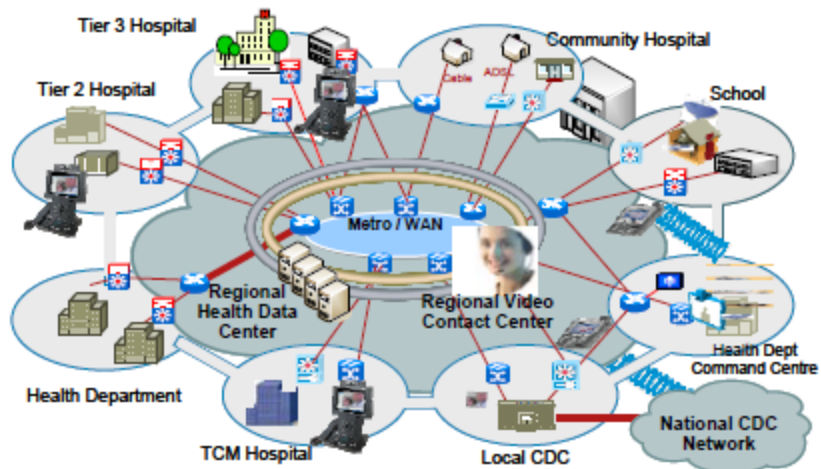 Tier 3 Hospital
Community Hospital
Cable
ADSL
Tier 2 Hospital
School
Metro / WAN
Regional
Health Data
Center
Regional Video
Contact Center
Health Department
Health Dept
Command Centre
TCM Hospital
Local CDC
National CDC
Network